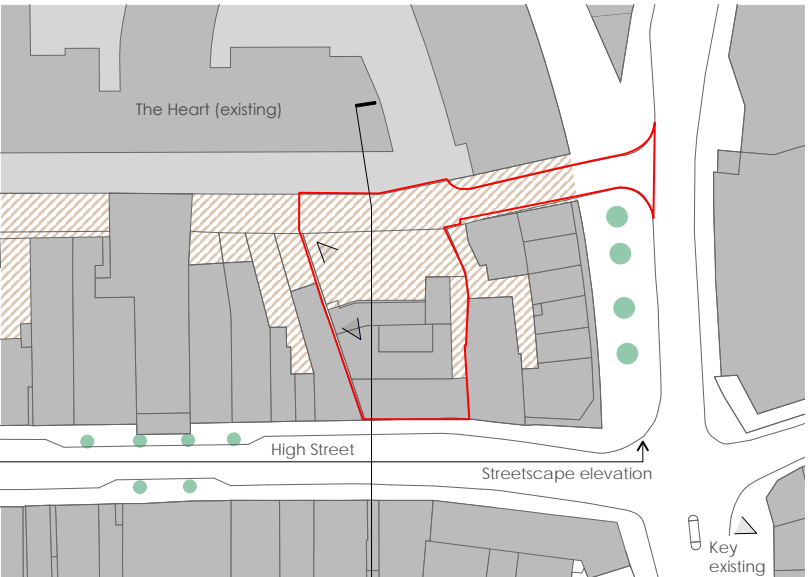 The Heart (existing)
High Street
Streetscape elevation
Key
existing